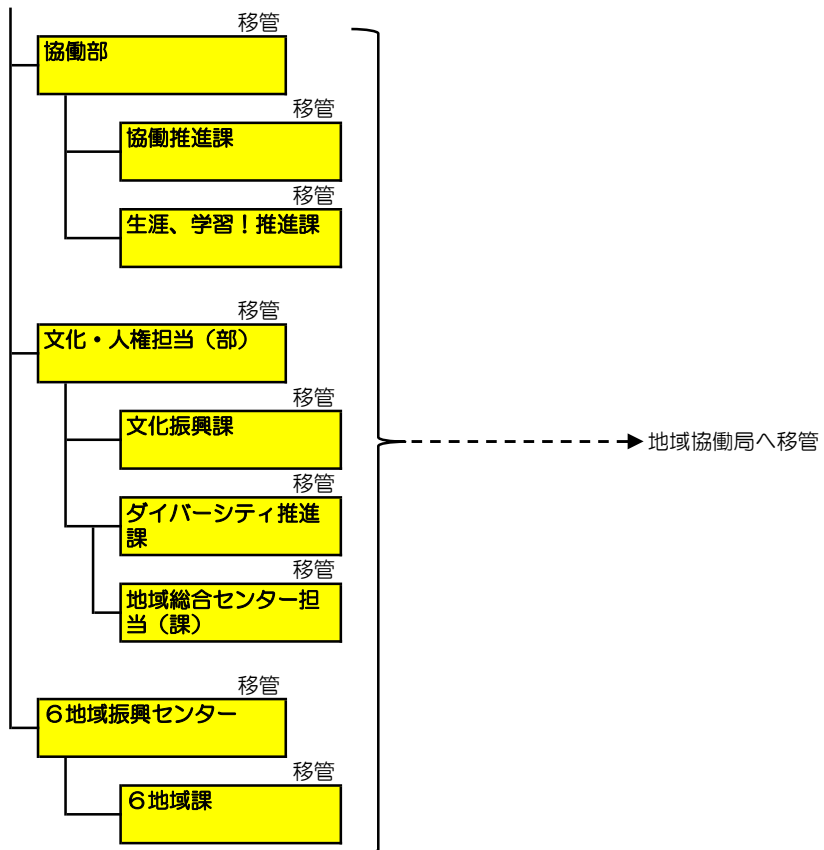 移管
協働部
移管
協働推進課
移管
生涯、学習！推進課
移管
文化・人権担当（部）
移管
文化振興課
移管
ダイバーシティ推進
課
移管
地域総合センター担
当（課）
地域協働局へ移管
移管
６地域振興センター
移管
６地域課